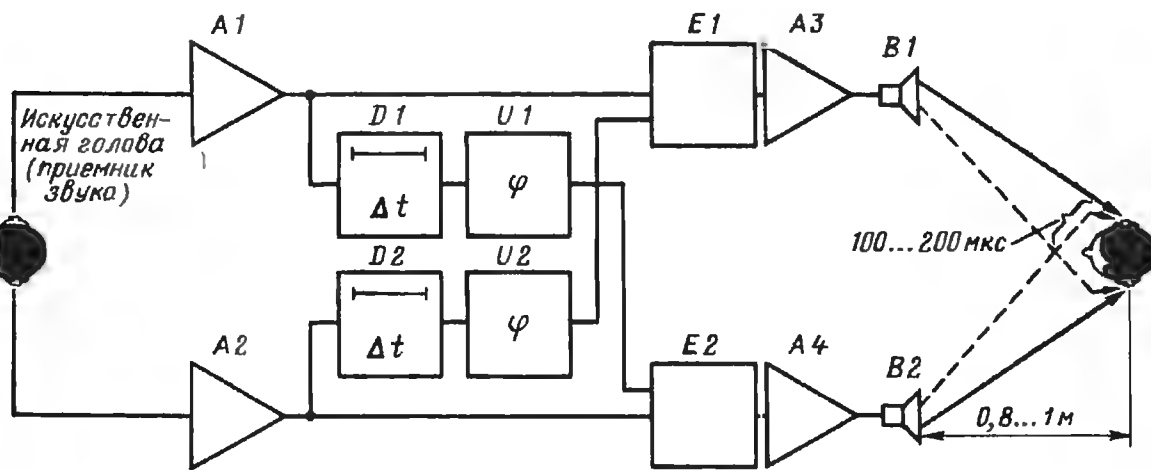 A1
E1
A3
B1
Искусствен-
ная голова
(приемник
звука)
D1
U1
Δt
φ
100...200 мкс
D2
U2
Δt
φ
A2
E2
A4
B2
0,8...1 м